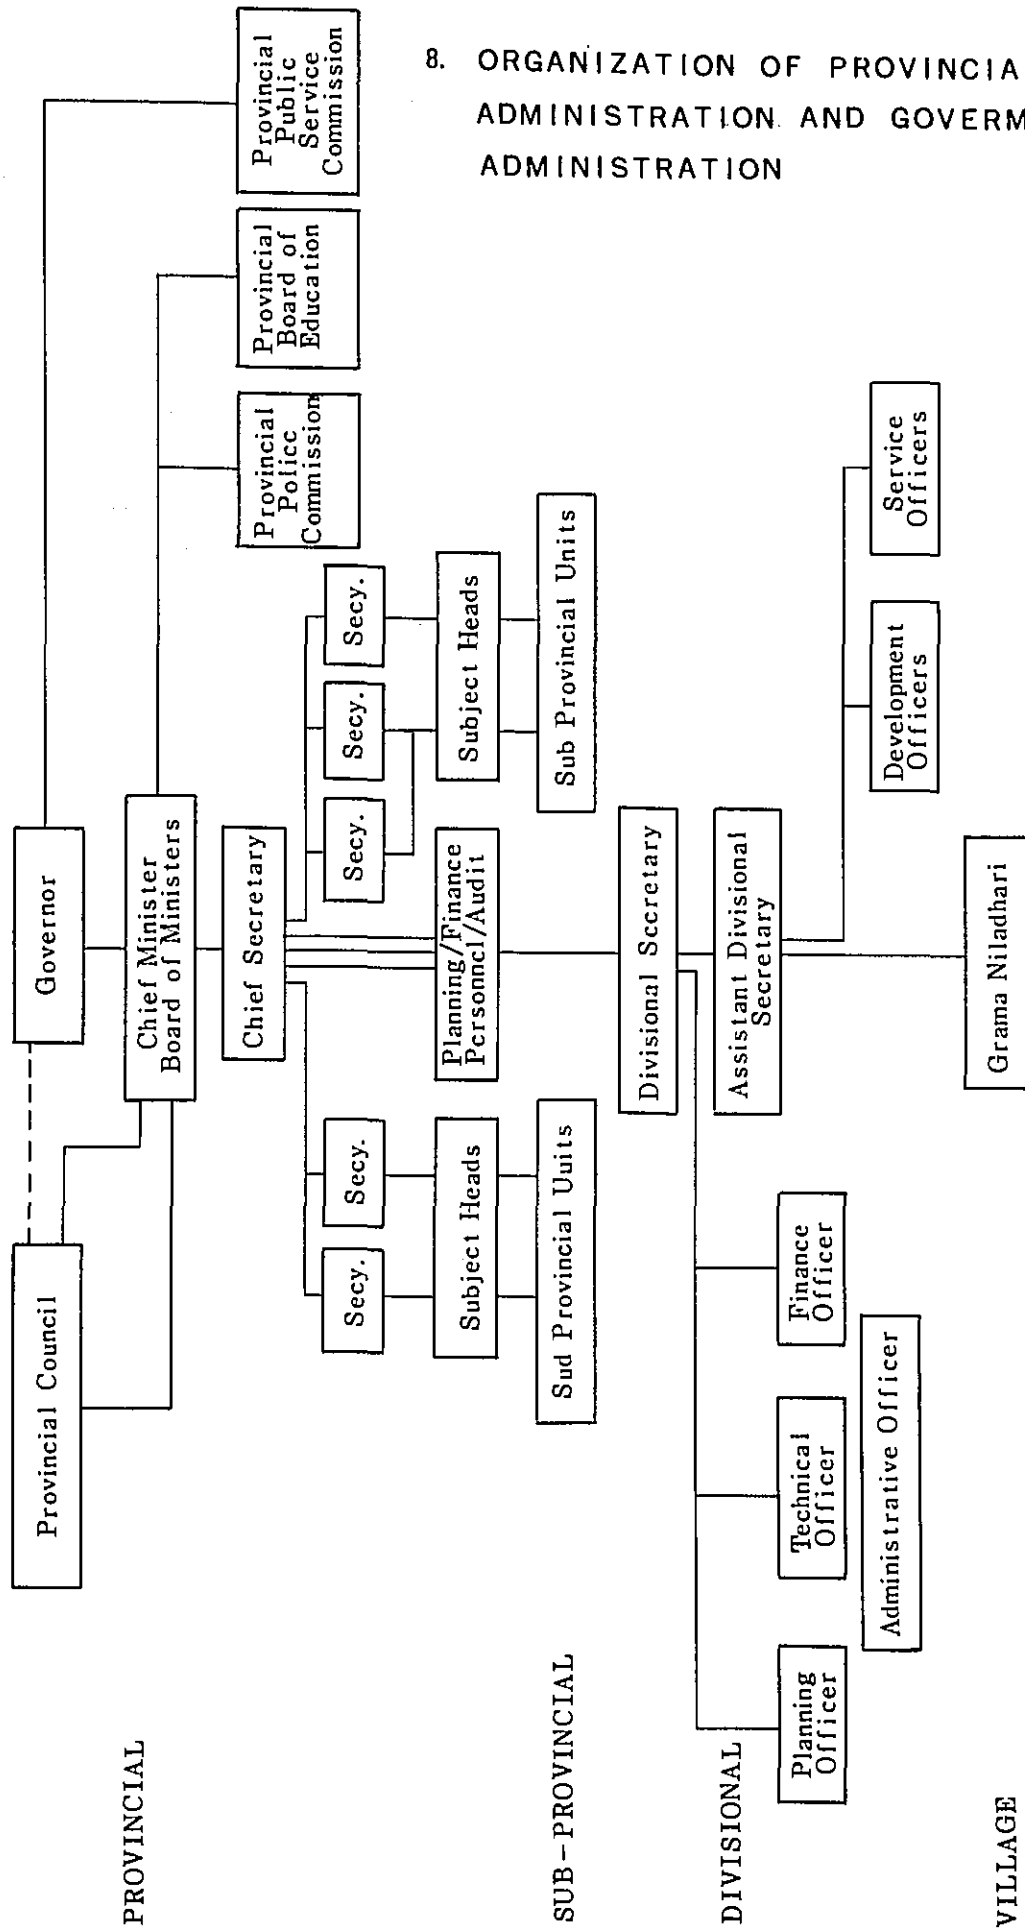 8. ORGANIZATION OF PROVINCIA
ADMINISTRATION AND GOVERM
ADMINISTRATION
PROVINCIAL
Provincial Council
Governor
Chief Minister
Board of Ministers
Provincial
Public
Service
Commission
Provincial
Board of
Education
Provincial
Policc
Commission
Chief Secretary
Secy.
Secy.
Secy.
Secy.
Secy.
Subject Heads
Planning/Finance
Personncl/Audit
Subject Heads
SUB-PROVINCIAL
Sud Provincial Uuits
Sub Provincial Units
Divisional Sccretary
DIVISIONAL
Assistant Divisional
Secretary
Planning
Officer
Technical
Officer
Finance
Officer
Administrative Officer
Development
Officers
Service
Officers
VILLAGE
Grama Niladhari